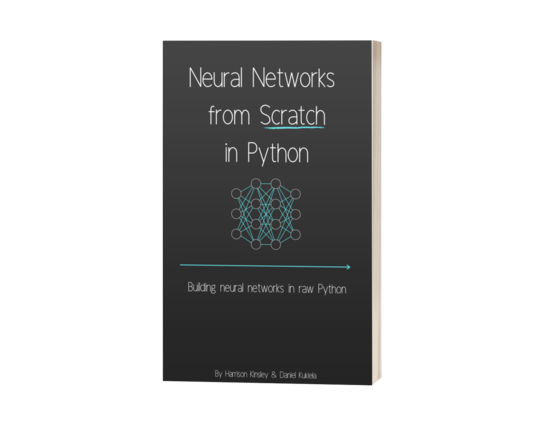 Neural Networks
from Scratch
in Python
Building neural networks in raw Python
By Harrison Kinsley & Daniel Kukieła